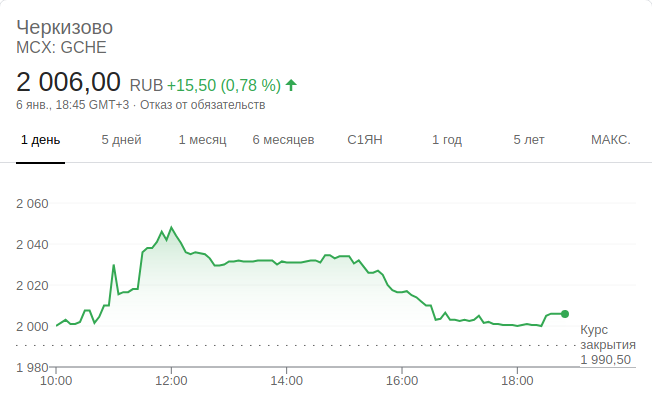 Черкизово
MCX: GCHE
2 006,00 RUB +15,50 (0,78 %)
6 янв., 18:45 GMT+3 · Отказ от обязательств
1 день 5 дней 1 месяц 6 месяцев С1ЯН 1 год 5 лет МАКС.
2 060
2 040
2 020
2 000
Курс
закрытия
1 990,50
1 980
10:00 12:00 14:00 16:00 18:00